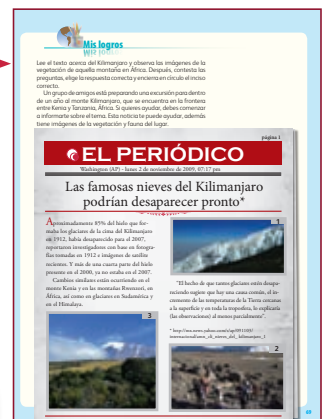 Mis logros
Lee el texto acerca del Kilimanjaro y observa las imágenes de la
vegetación de aquella montaña en África. Después, contesta las
preguntas, elige la respuesta correcta y encierra en círculo el inciso
correcto.
Un grupo de amigos está preparando una excursión para dentro
de un año al monte Kilimanjaro, que se encuentra en la frontera
entre Kenia y Tanzania, África. Si quieres ayudar, debes comenzar
a informarte sobre el tema. Esta noticia te puede ayudar, además
tiene imágenes de la vegetación y fauna del lugar.
página 1
EL PERIÓDICO
Washington (AP) - lunes 2 de noviembre de 2009, 07:17 pm
Las famosas nieves del Kilimanjaro
podrían desaparecer pronto*
Aproximadamente 85% del hielo que for-
maba los glaciares de la cima del Kilimanjaro
en 1912, había desaparecido para el 2007,
reportaron investigadores con base en fotogra-
fías tomadas en 1912 e imágenes de satélite
recientes. Y más de una cuarta parte del hielo
presente en el 2000, ya no estaba en el 2007.
Cambios similares están ocurriendo en el
monte Kenia y en las montañas Rwenzori, en
África, así como en glaciares en Sudamérica y
en el Himalaya.
3
1
"El hecho de que tantos glaciares estén desapa-
reciendo sugiere que hay una causa común, el in-
cremento de las temperaturas de la Tierra cercanas
a la superficie y en toda la troposfera, lo explicaría
(las observaciones) al menos parcialmente".
2